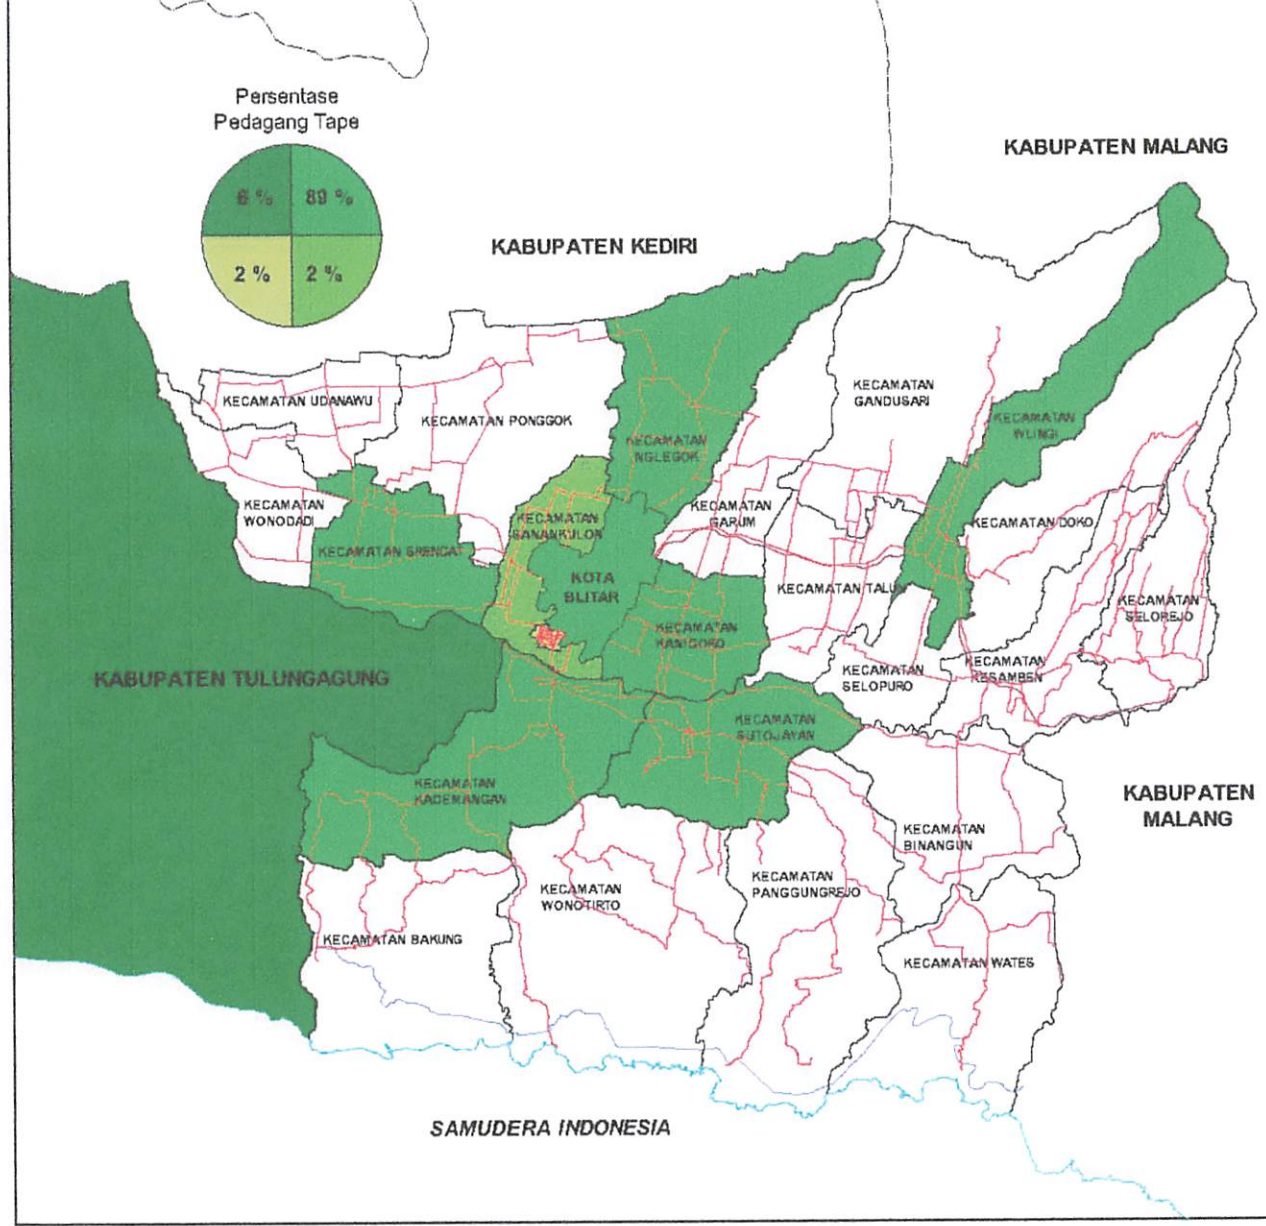 Persentase
Pedagang Tape
6 %
89 %
2 %
2 %
KABUPATEN MALANG
KABUPATEN KEDIRI
KECAMATAN UDANAWU
KECAMATAN PONGGOK
KECAMATAN
GANDUSARI
KECAMATAN
WLINGI
KECAMATAN
NGLEGOK
KECAMATAN
WONODADI
KECAMATAN
SANANKULON
KECAMATAN
GARUM
KECAMATAN DOKO
KECAMATAN SRENGAT
KOTA
BLITAR
KECAMATAN TALUN
KECAMATAN
SELOREJO
KECAMATAN
KANIGORO
KABUPATEN TULUNGAGUNG
KECAMATAN
SELOPURO
KECAMATAN
KESAMBEN
KECAMATAN
SUTOJAYAN
KECAMATAN
KADEMANGAN
KABUPATEN
MALANG
KECAMATAN
BINANGUN
KECAMATAN
WONOTIRTO
KECAMATAN
PANGGUNGREJO
KECAMATAN BAKUNG
KECAMATAN WATES
SAMUDERA INDONESIA